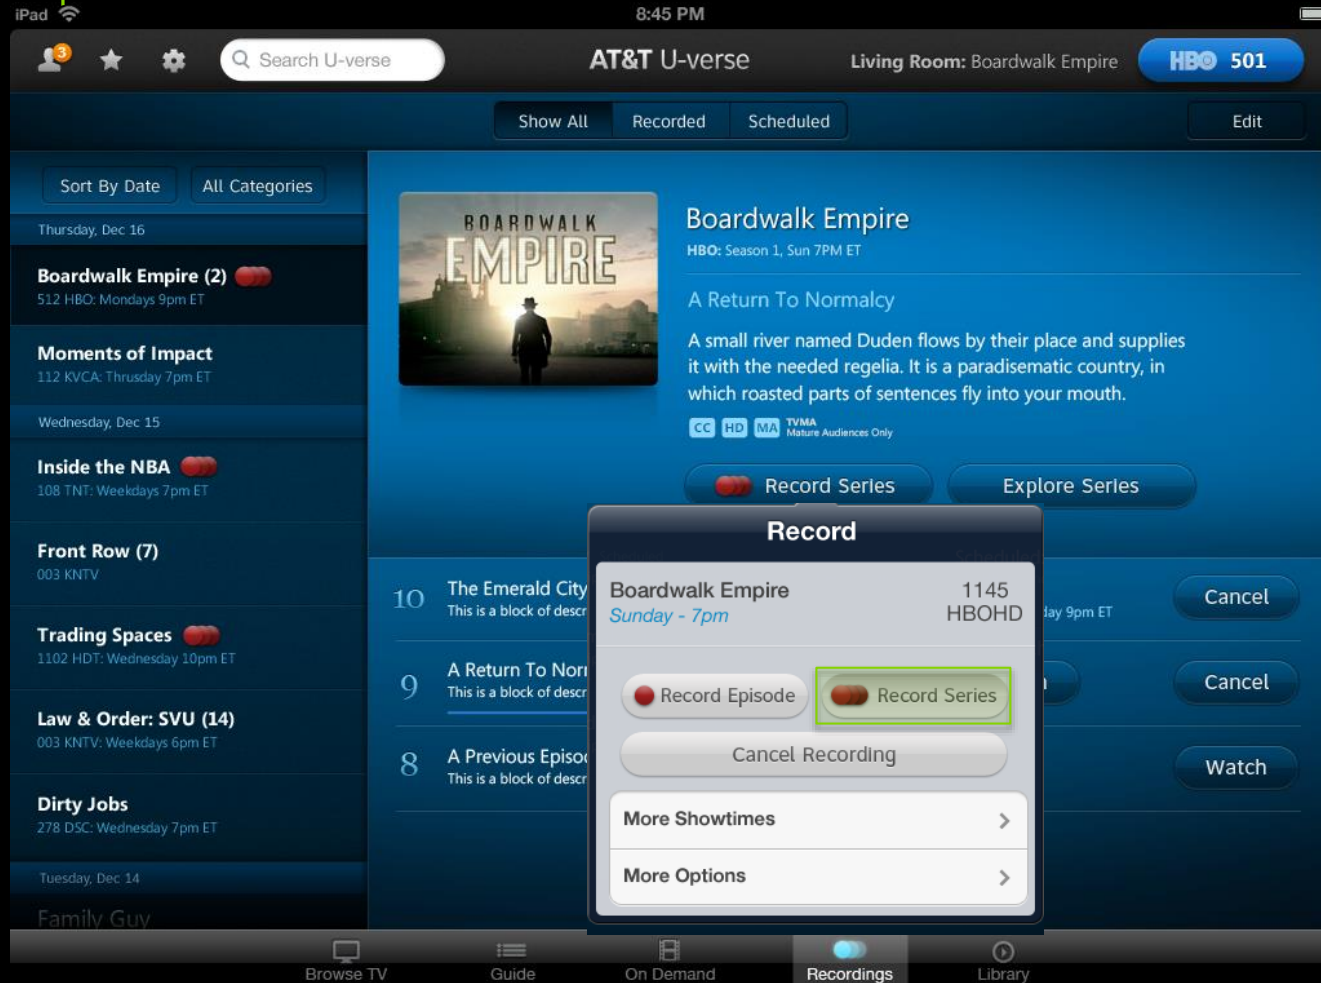 iPad
8:45 PM
3
Search U-verse
AT&T U-verse
Living Room: Boardwalk Empire
HBO 501
Show All
Recorded
Scheduled
Edit
Sort By Date
All Categories
Thursday, Dec 16
Boardwalk Empire (2)
512 HBO: Mondays 9pm ET
Moments of Impact
112 KVCA: Thrusday 7pm ET
Wednesday, Dec 15
Inside the NBA
108 TNT: Weekdays 7pm ET
Front Row (7)
003 KNTV
Trading Spaces
1102 HDT: Wednesday 10pm ET
Law & Order: SVU (14)
003 KNTV: Weekdays 6pm ET
Dirty Jobs
278 DSC: Wednesday 7pm ET
Tuesday, Dec 14
Family Guy
BOARDWALK
EMPIRE
Boardwalk Empire
HBO: Season 1, Sun 7PM ET
A Return To Normalcy
A small river named Duden flows by their place and supplies
it with the needed regelia. It is a paradisematic country, in
which roasted parts of sentences fly into your mouth.
CC HD MA TVMA
Mature Audiences Only
Record Series
Explore Series
Scheduled
10
The Emerald City
This is a block of descr
day 9pm ET
Cancel
9
A Return To Norr
This is a block of descr
Cancel
8
A Previous Episo
This is a block of descr
Watch
Record
Boardwalk Empire
Sunday - 7pm
1145
HBOHD
Record Episode
Record Series
Cancel Recording
More Showtimes
More Options
Browse TV
Guide
On Demand
Recordings
Library